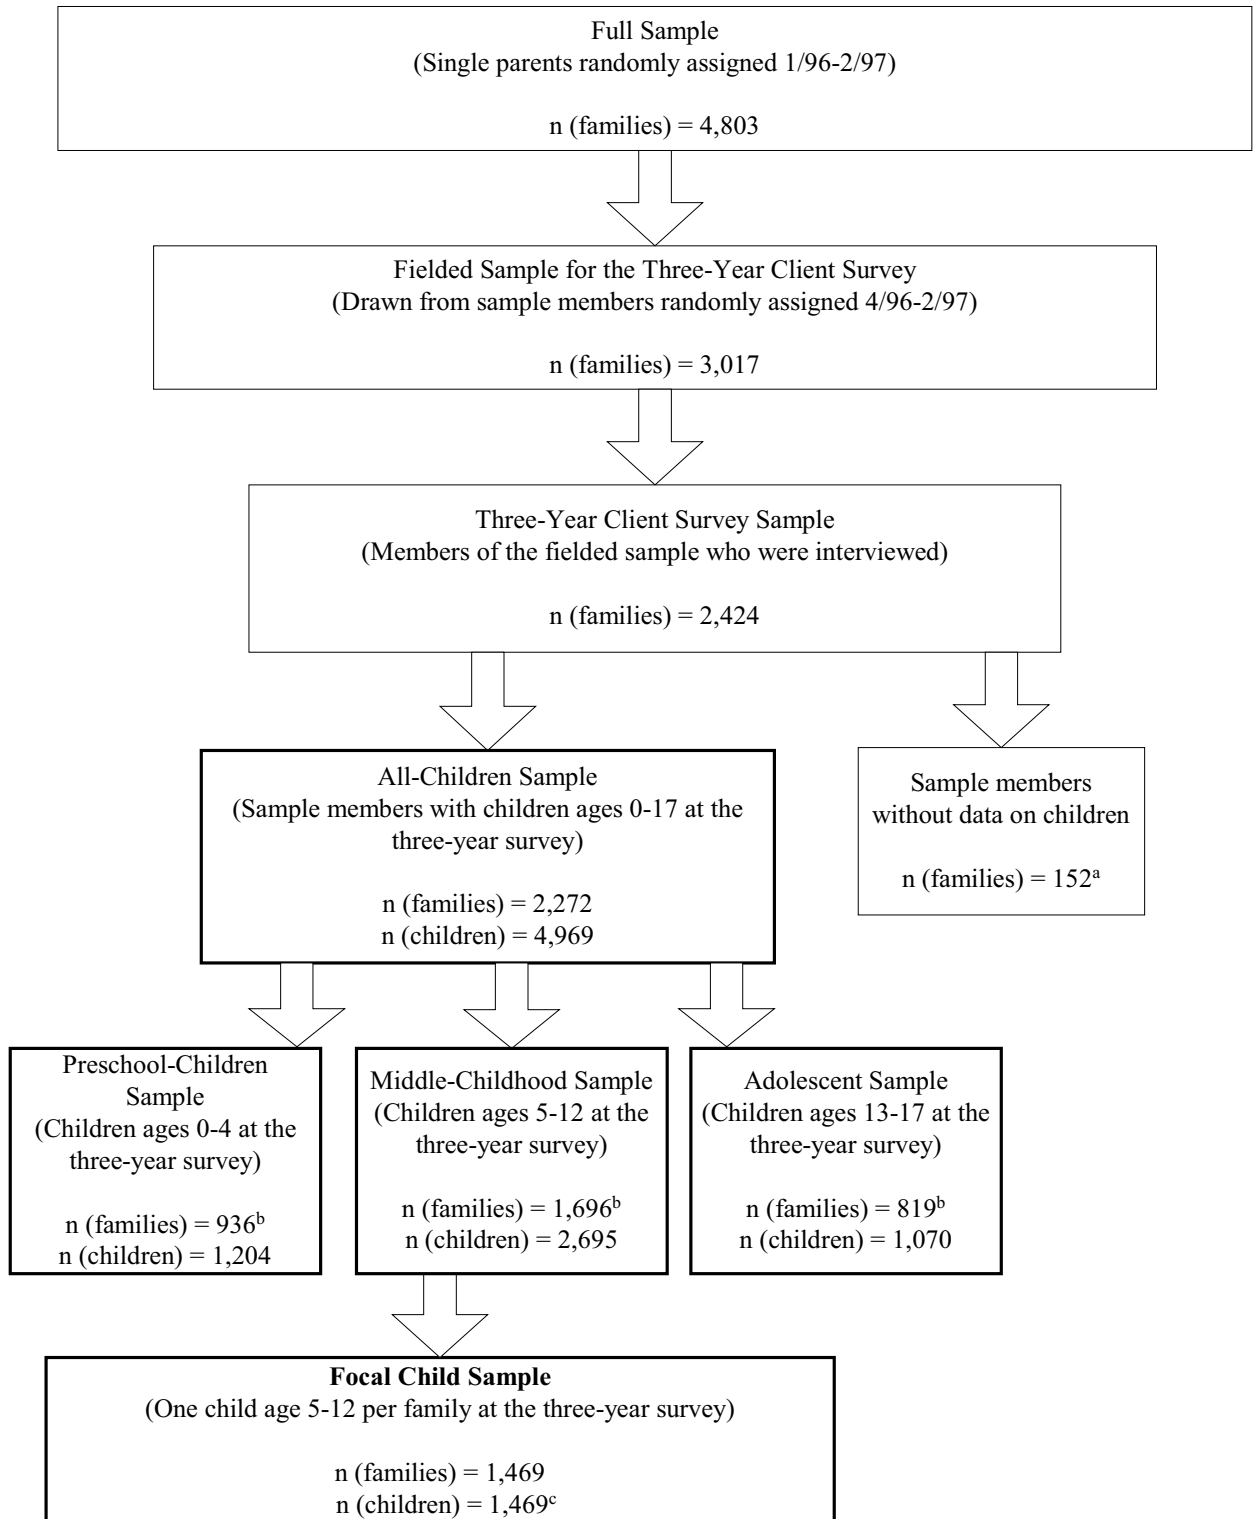 Full Sample
(Single parents randomly assigned 1/96-2/97)
n (families) = 4,803
Fielded Sample for the Three-Year Client Survey
(Drawn from sample members randomly assigned 4/96-2/97)
n (families) = 3,017
Three-Year Client Survey Sample
(Members of the fielded sample who were interviewed)
n (families) = 2,424
All-Children Sample
(Sample members with children ages 0-17 at the
three-year survey)
n (families) = 2,272
n (children) = 4,969
Sample members
without data on children
n (families) = 152ᵃ
Preschool-Children
Sample
(Children ages 0-4 at the
three-year survey)
n (families) = 936ᵇ
n (children) = 1,204
Middle-Childhood Sample
(Children ages 5-12 at the
three-year survey)
n (families) = 1,696ᵇ
n (children) = 2,695
Adolescent Sample
(Children ages 13-17 at the
three-year survey)
n (families) = 819ᵇ
n (children) = 1,070
Focal Child Sample
(One child age 5-12 per family at the three-year survey)
n (families) = 1,469
n (children) = 1,469ᶜ